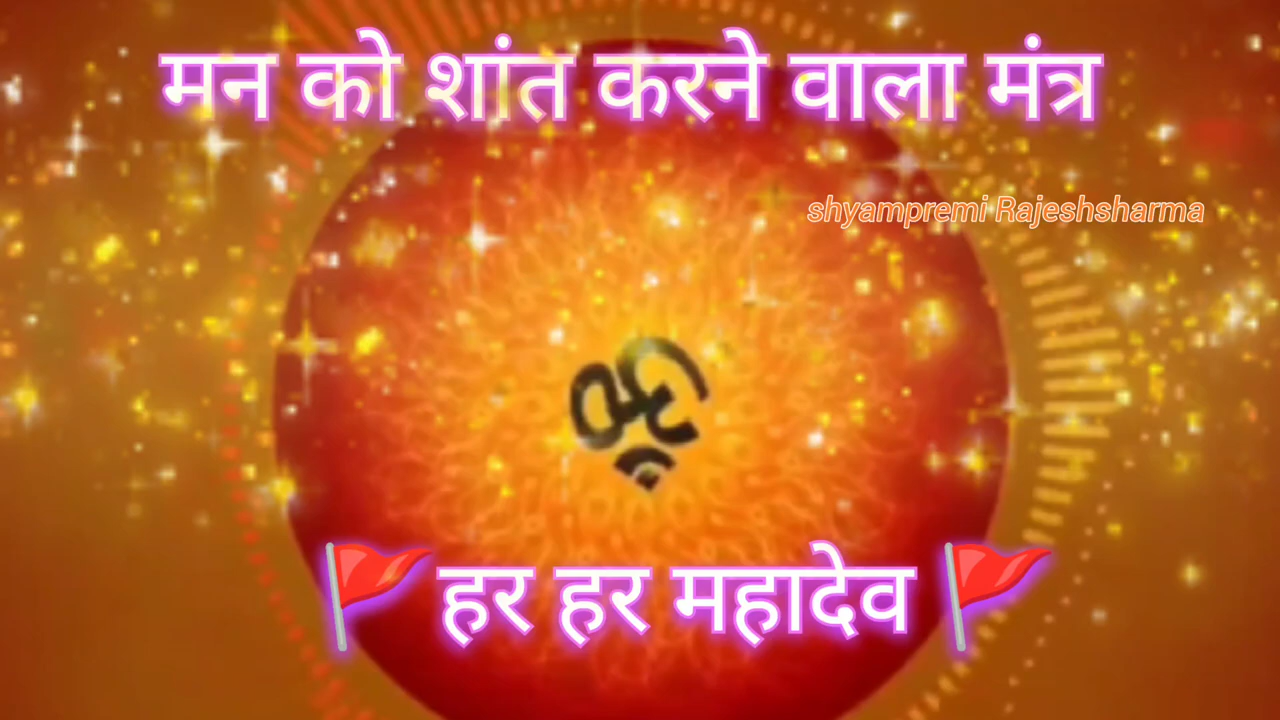 मन को शांत करने वाला मंत्र
shyampremi Rajeshsharma
🚩हर हर महादेव 🚩